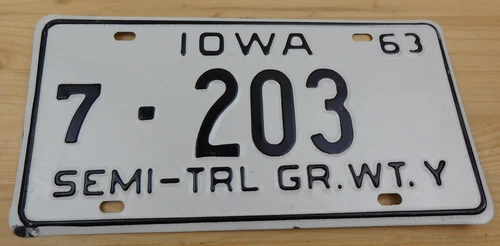 IOWA 63
7·203
SEMI-TRL GR. WT. Y